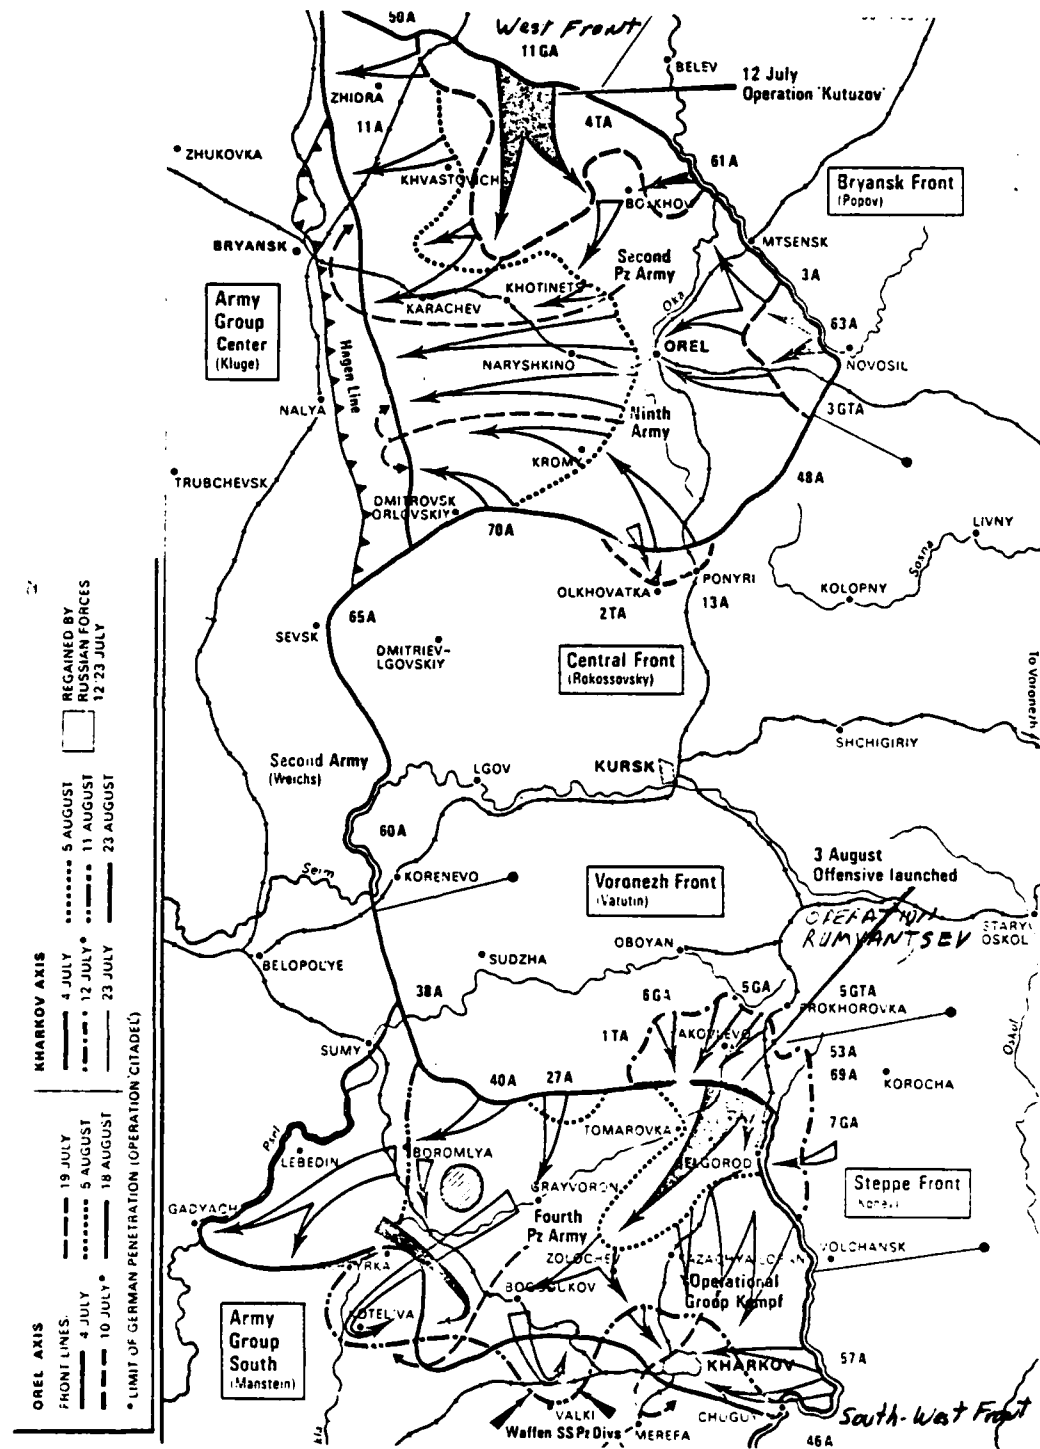 50A
West Front
11GA
BELEV
12 July
Operation 'Kutuzov'
ZHIDRA
11A
4TA
ZHUKOVKA
61A
Bryansk Front
(Popov)
BRYANSK
MTSENSK
Second
Pz Army
3A
KHOTINETS
Oka
Army
Group
Center
(Kluge)
KARACHEV
63A
OREL
NOVOSIL
NARYSHKINO
Hagen Line
NALYA
3GTA
Ninth
Army
KROMY
48A
TRUBCHEVSK
DMITROVSK
ORLOVSKIY
70A
LIVNY
Sosna
PONYRI
KOLOPNY
OLKHOVATKA
2TA
13A
65A
SEVSK
DMITRIEV-
LGOVSKIY
Central Front
(Rokossovsky)
To Voronezh
SHCHIGIRIY
Second Army
(Weichs)
LGOV
KURSK
60A
3 August
Offensive launched
Seim
KORENEVO
Voronezh Front
(Vatutin)
OPERATION
RUMYANTSEV
STARYY
OSKOL
OBOYAN
BELOPOL'YE
SUDZHA
38A
6GA
5GA
5GTA
PROKHOROVKA
1TA
YAKOVLEVO
Oskol
SUMY
53A
69A
KOROCHA
40A
27A
TOMAROVKA
7GA
Psel
LEBEDIN
BOROMLYA
BELGOROD
Steppe Front
(Konev)
GRAYVORON
GADYACH
Fourth
Pz Army
VOLCHANSK
ZOLOCHEV
Operational
Group Kempf
BOGODUKOV
KOTEL'VA
Army
Group
South
(Manstein)
57A
KHARKOV
VALKI
Waffen SS Pz Divs
MEREFA
CHUGUYEV
South-West Front
46A
OREL AXIS
FRONT LINES:
4 JULY
10 JULY*
19 JULY
5 AUGUST
18 AUGUST
*LIMIT OF GERMAN PENETRATION (OPERATION 'CITADEL')
KHARKOV AXIS
4 JULY
12 JULY*
23 JULY
5 AUGUST
11 AUGUST
23 AUGUST
REGAINED BY
RUSSIAN FORCES
12 23 JULY